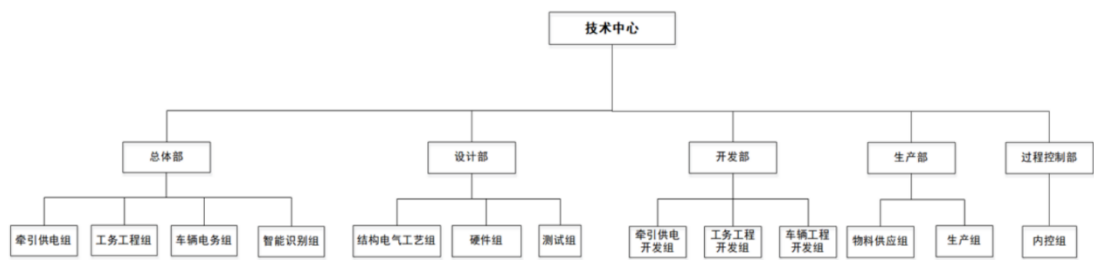 技术中心
总体部
设计部
开发部
生产部
过程控制部
牵引供电组
工务工程组
车辆电务组
智能识别组
结构电气工艺组
硬件组
测试组
牵引供电
开发组
工务工程
开发组
车辆工程
开发组
物料供应组
生产组
内控组